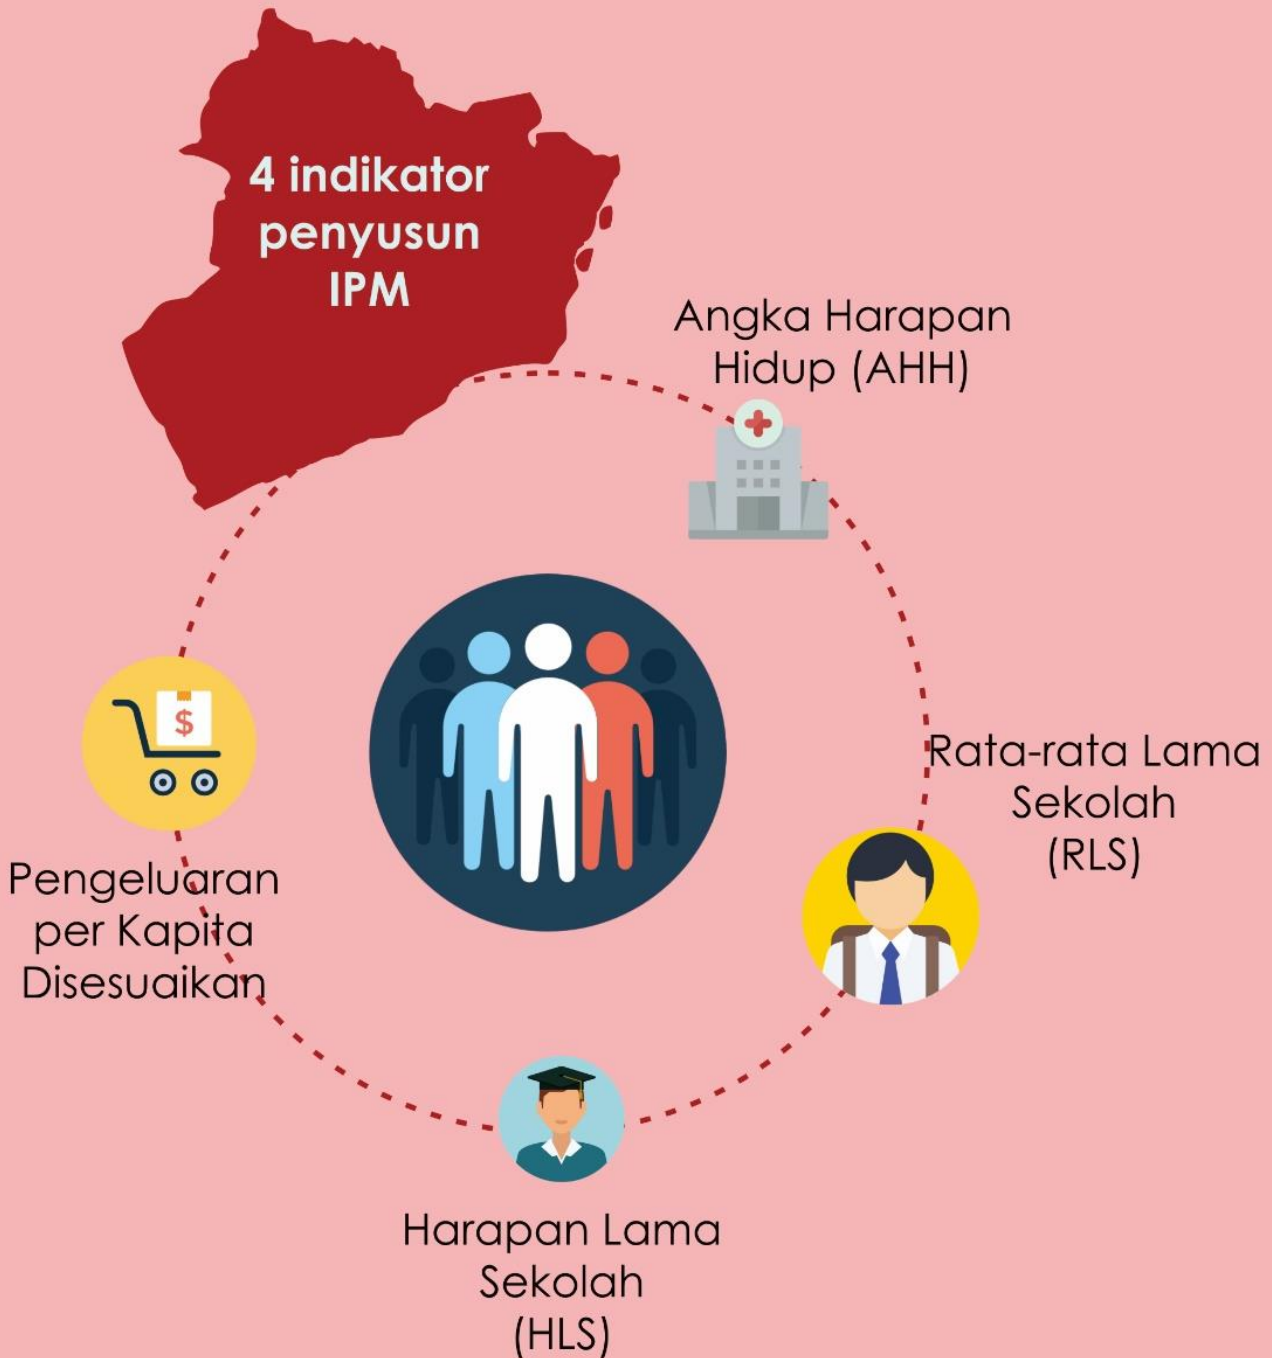 4 indikator
penyusun
IPM
Angka Harapan
Hidup (AHH)
Rata-rata Lama
Sekolah
(RLS)
$
Pengeluaran
per Kapita
Disesuaikan
Harapan Lama
Sekolah
(HLS)